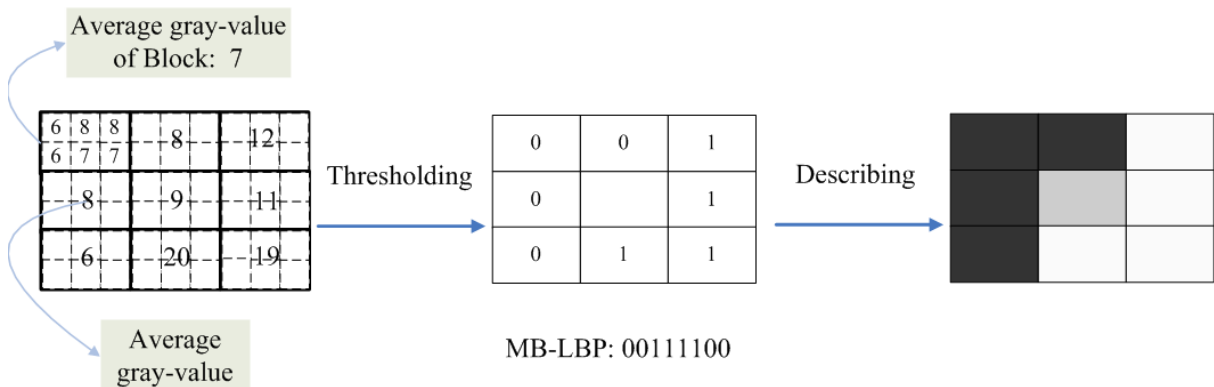 Average gray-value
of Block: 7
6 8 8
8 12
6 7 7
Thresholding
8 9 11
6 20 19
0 0 1
0 1
0 1 1
Describing
Average
gray-value
MB-LBP: 00111100